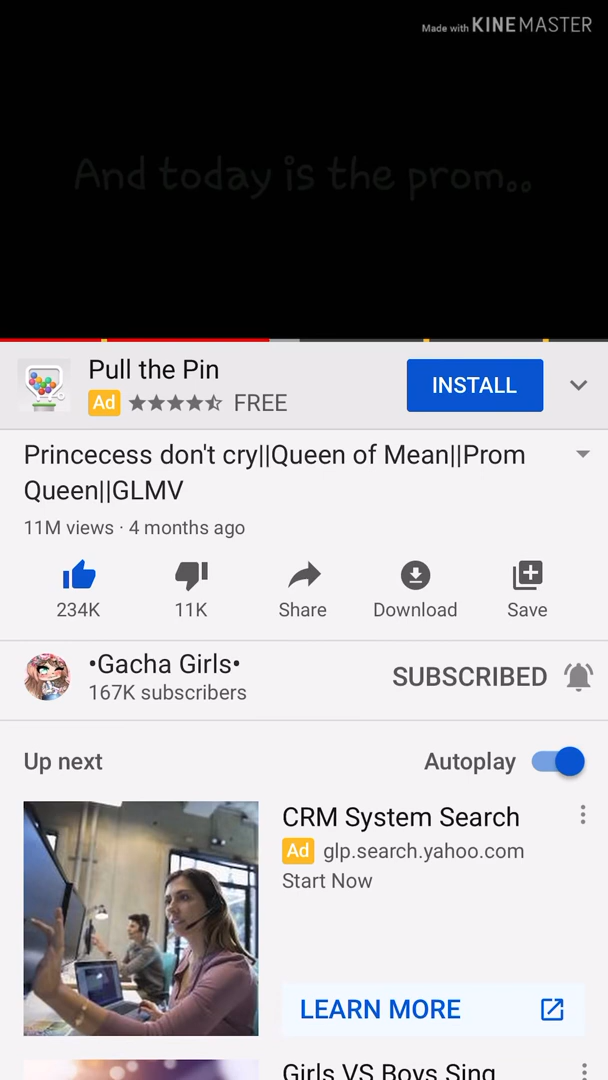 Made with KINEMASTER
And today is the prom..
Pull the Pin
Ad FREE
INSTALL
Princecess don't cry||Queen of Mean||Prom
Queen||GLMV
11M views · 4 months ago
234K 11K Share Download Save
•Gacha Girls•
167K subscribers
SUBSCRIBED
Up next Autoplay
CRM System Search
Ad glp.search.yahoo.com
Start Now
LEARN MORE
Girls VS Boys Sing